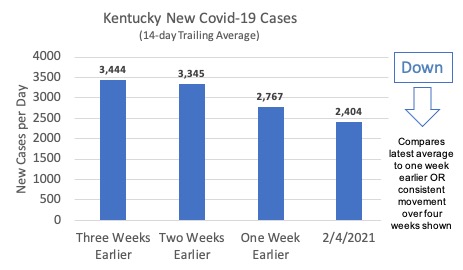 Kentucky New Covid-19 Cases
(14-day Trailing Average)
New Cases per Day
4000
3500
3000
2500
2000
1500
1000
500
0
3,444
3,345
2,767
2,404
Three Weeks
Earlier
Two Weeks
Earlier
One Week
Earlier
2/4/2021
Down
Compares
latest average
to one week
earlier OR
consistent
movement
over four
weeks shown